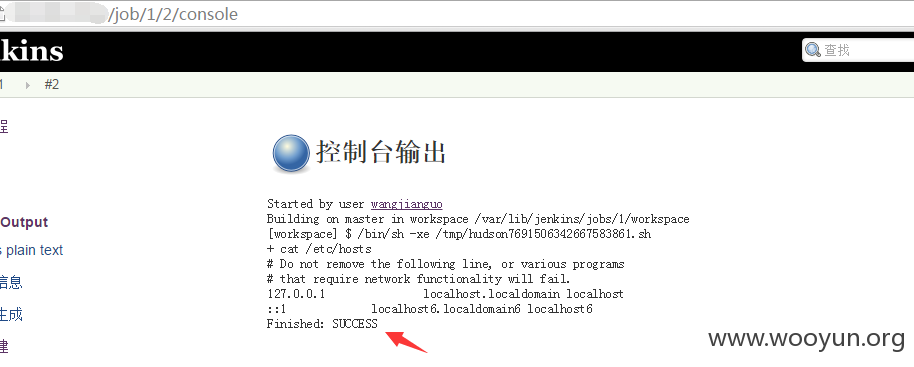 /job/1/2/console
kins
查找
1
#2
程
控制台输出
Output
s plain text
信息
生成
建
Started by user wangjianguo
Building on master in workspace /var/lib/jenkins/jobs/1/workspace
[workspace] $ /bin/sh -xe /tmp/hudson7691506342667583861.sh
+ cat /etc/hosts
# Do not remove the following line, or various programs
# that require network functionality will fail.
127.0.0.1 localhost.localdomain localhost
::1 localhost6.localdomain6 localhost6
Finished: SUCCESS
www.wooyun.org